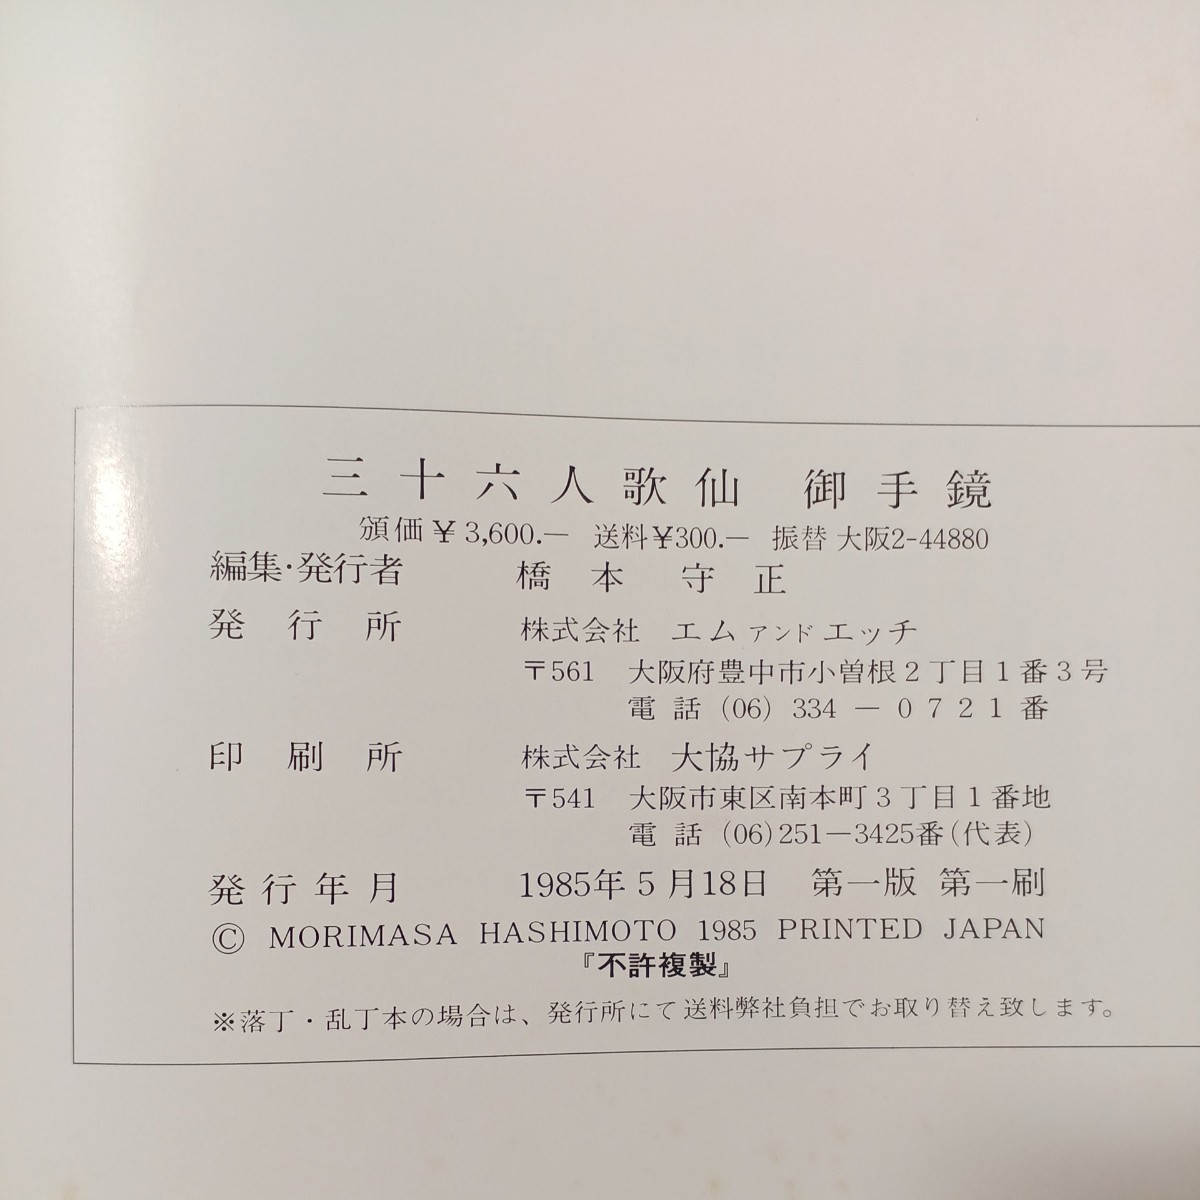 三十六人歌仙 御手鏡
頒価¥3,600.— 送料¥300.— 振替 大阪2-44880
編集・発行者 橋本 守正
発行所 株式会社 エムアンドエッチ
〒561 大阪府豊中市小曽根2丁目1番3号
電話 (06) 334-0721番
印刷所 株式会社 大協サプライ
〒541 大阪市東区南本町3丁目1番地
電話 (06)251-3425番(代表)
発行年月 1985年5月18日 第一版 第一刷
© MORIMASA HASHIMOTO 1985 PRINTED JAPAN
『不許複製』
※落丁・乱丁本の場合は、発行所にて送料弊社負担でお取り替え致します。